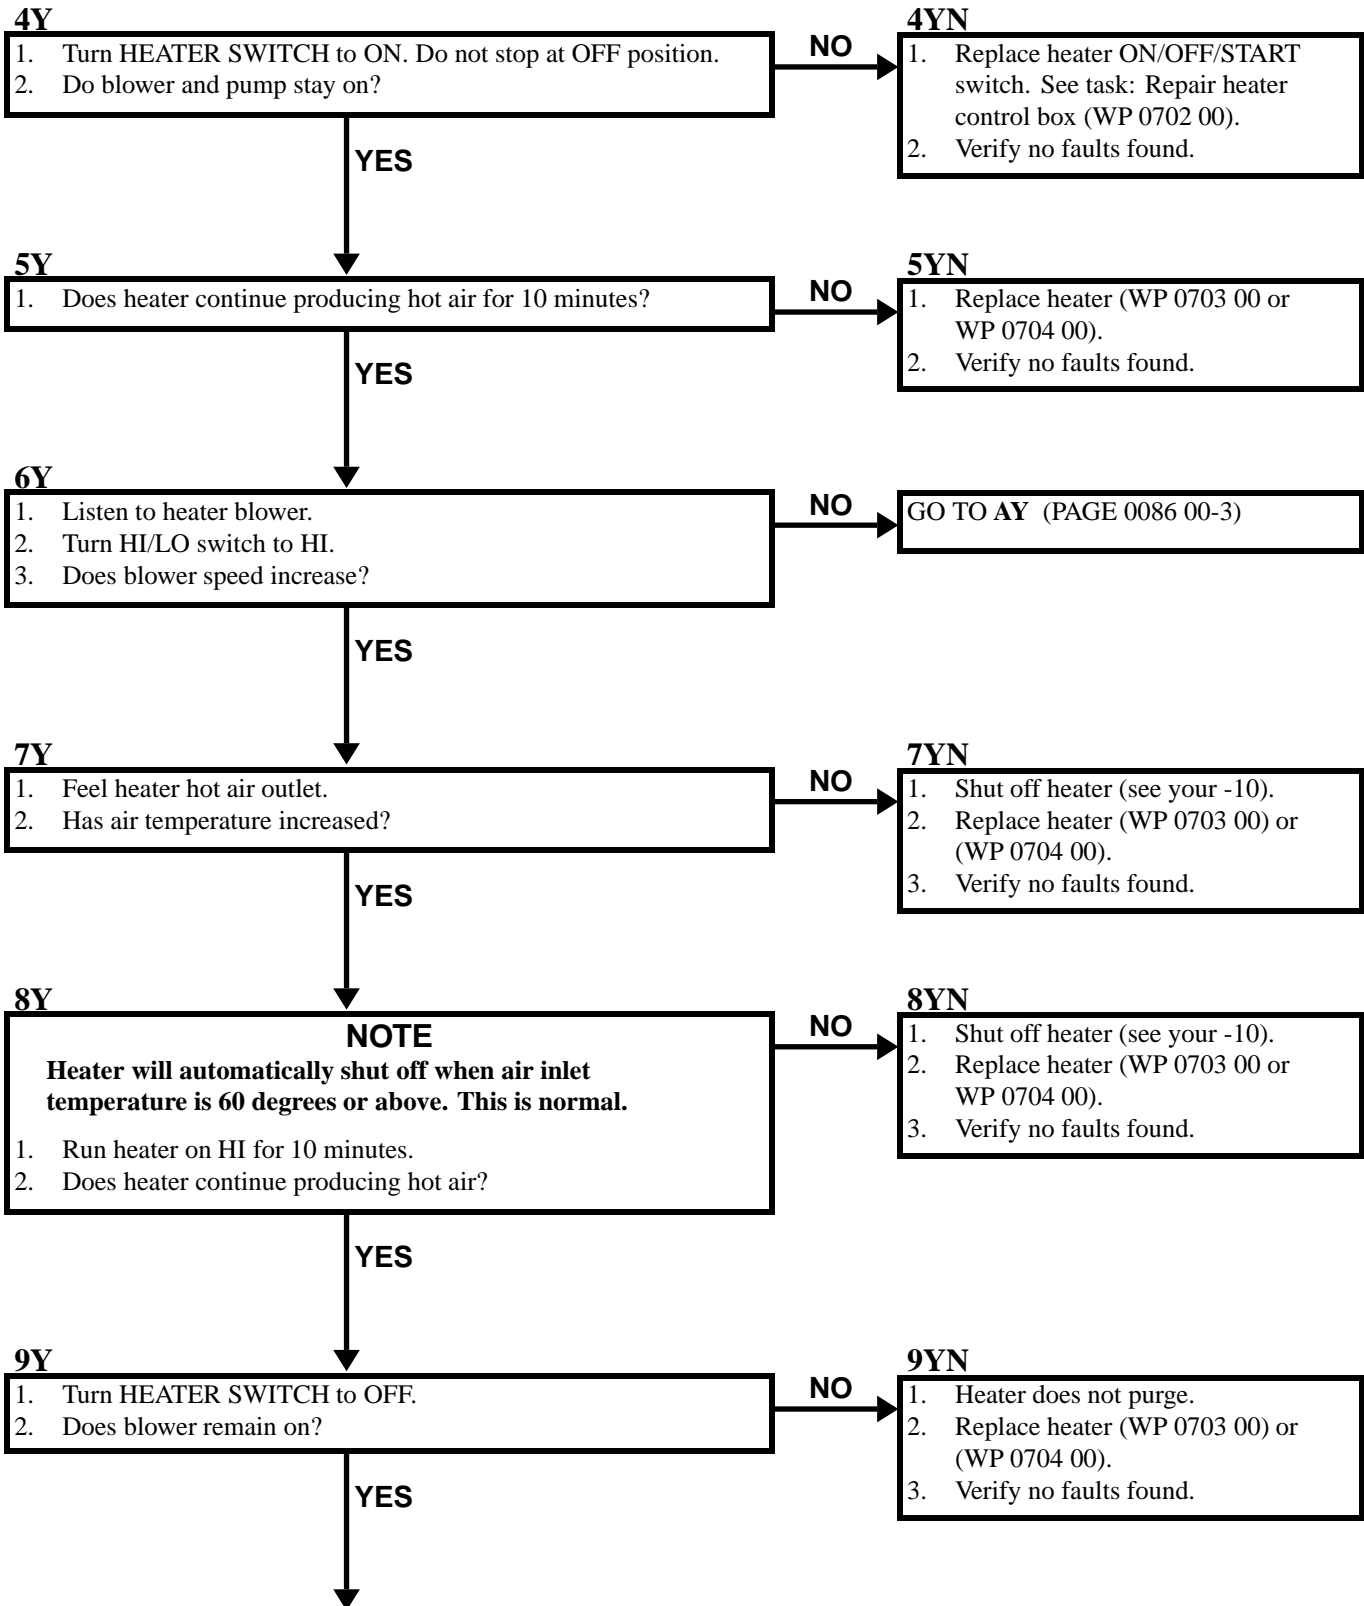 4Y
1. Turn HEATER SWITCH to ON. Do not stop at OFF position.
2. Do blower and pump stay on?
NO
4YN
1. Replace heater ON/OFF/START
switch. See task: Repair heater
control box (WP 0702 00).
2. Verify no faults found.
YES
5Y
1. Does heater continue producing hot air for 10 minutes?
NO
5YN
1. Replace heater (WP 0703 00 or
WP 0704 00).
2. Verify no faults found.
YES
6Y
1. Listen to heater blower.
2. Turn HI/LO switch to HI.
3. Does blower speed increase?
NO
GO TO AY (PAGE 0086 00-3)
YES
7Y
1. Feel heater hot air outlet.
2. Has air temperature increased?
NO
7YN
1. Shut off heater (see your -10).
2. Replace heater (WP 0703 00) or
(WP 0704 00).
3. Verify no faults found.
YES
8Y
NOTE
Heater will automatically shut off when air inlet
temperature is 60 degrees or above. This is normal.
1. Run heater on HI for 10 minutes.
2. Does heater continue producing hot air?
NO
8YN
1. Shut off heater (see your -10).
2. Replace heater (WP 0703 00 or
WP 0704 00).
3. Verify no faults found.
YES
9Y
1. Turn HEATER SWITCH to OFF.
2. Does blower remain on?
NO
9YN
1. Heater does not purge.
2. Replace heater (WP 0703 00) or
(WP 0704 00).
3. Verify no faults found.
YES